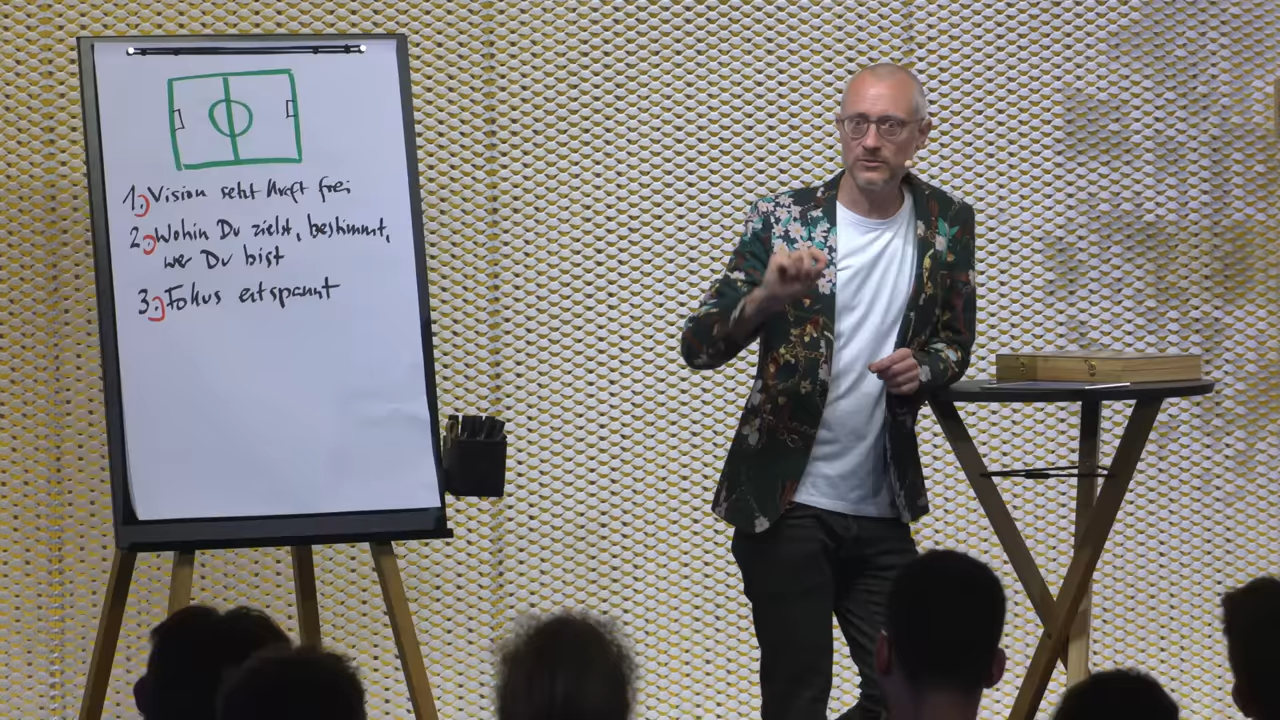 1.) Vision setzt Kraft frei
2.) Wohin Du zielst, bestimmt,
wer Du bist
3.) Fokus entspannt